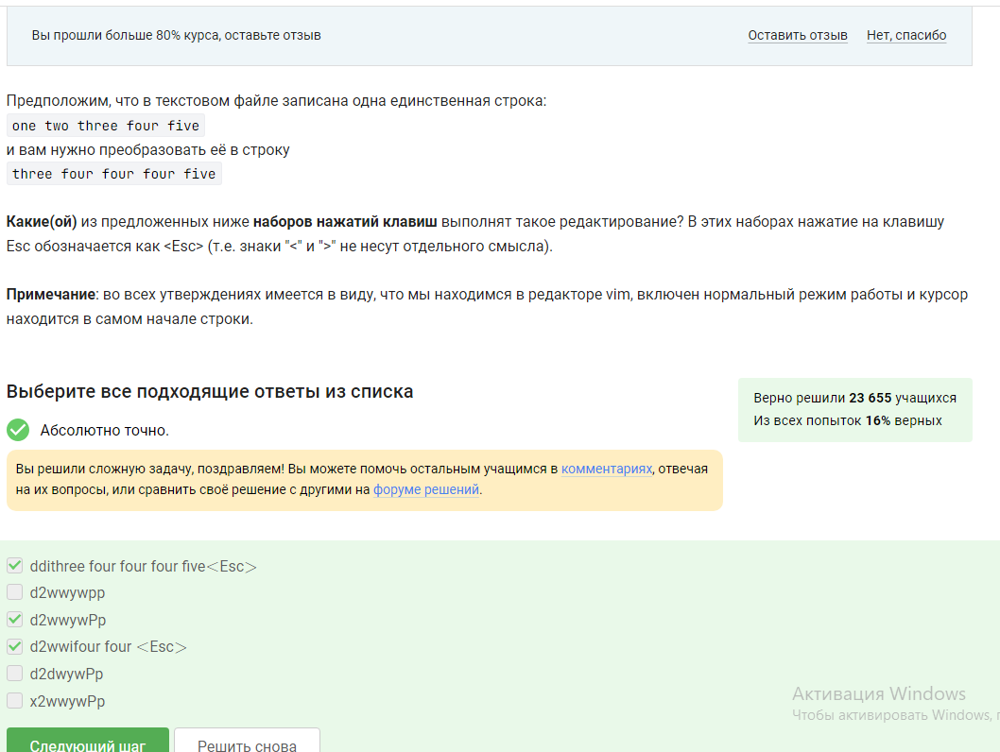 Вы прошли больше 80% курса, оставьте отзыв
Оставить отзыв
Нет, спасибо
Предположим, что в текстовом файле записана одна единственная строка:
one two three four five
и вам нужно преобразовать её в строку
three four four four five
Какие(ой) из предложенных ниже наборов нажатий клавиш выполнят такое редактирование? В этих наборах нажатие на клавишу
Esc обозначается как <Esc> (т.е. знаки "<" и ">" не несут отдельного смысла).
Примечание: во всех утверждениях имеется в виду, что мы находимся в редакторе vim, включен нормальный режим работы и курсор
находится в самом начале строки.
Выберите все подходящие ответы из списка
Верно решили 23 655 учащихся
Из всех попыток 16% верных
Абсолютно точно.
Вы решили сложную задачу, поздравляем! Вы можете помочь остальным учащимся в комментариях, отвечая
на их вопросы, или сравнить своё решение с другими на форуме решений.
ddithree four four four five<Esc>
d2wwywpp
d2wwywPp
d2wwifour four <Esc>
d2dwywPp
x2wwywPp
Активация Windows
Чтобы активировать Windows,
Следующий шаг
Решить снова